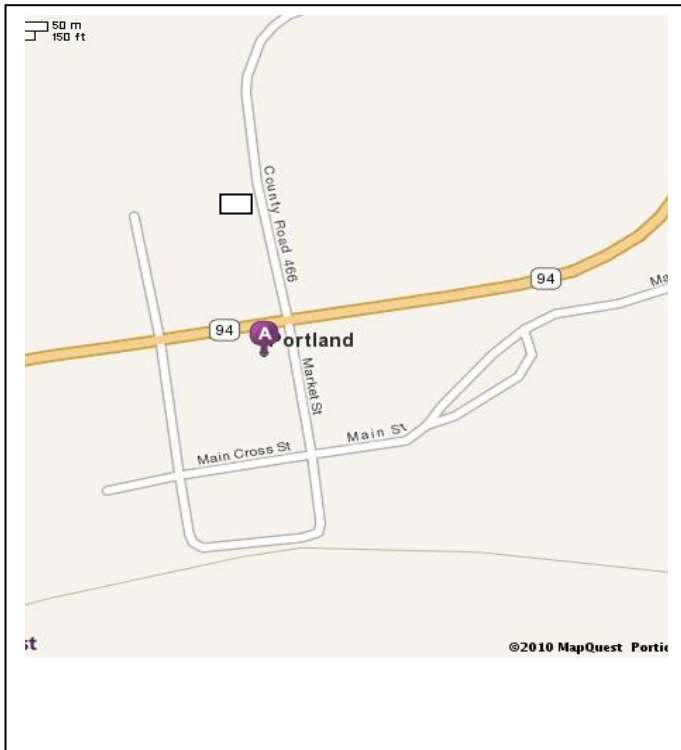 50 m
150 ft
County Road 466
94
94
Ma
A
Portland
Market St
Main St
Main Cross St
st
©2010 MapQuest Portio